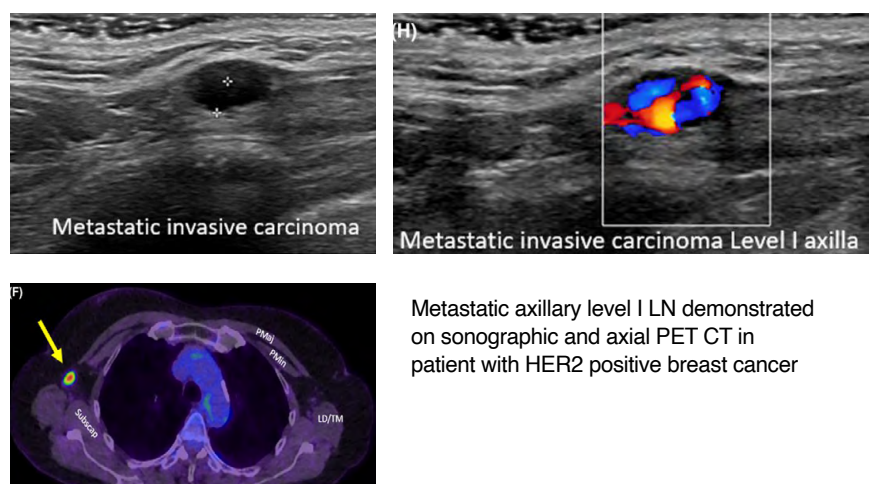 Metastatic invasive carcinoma
(H)
Metastatic invasive carcinoma Level I axilla
(F)
PMaj
PMin
Subscap
LD/TM
Metastatic axillary level I LN demonstrated
on sonographic and axial PET CT in
patient with HER2 positive breast cancer